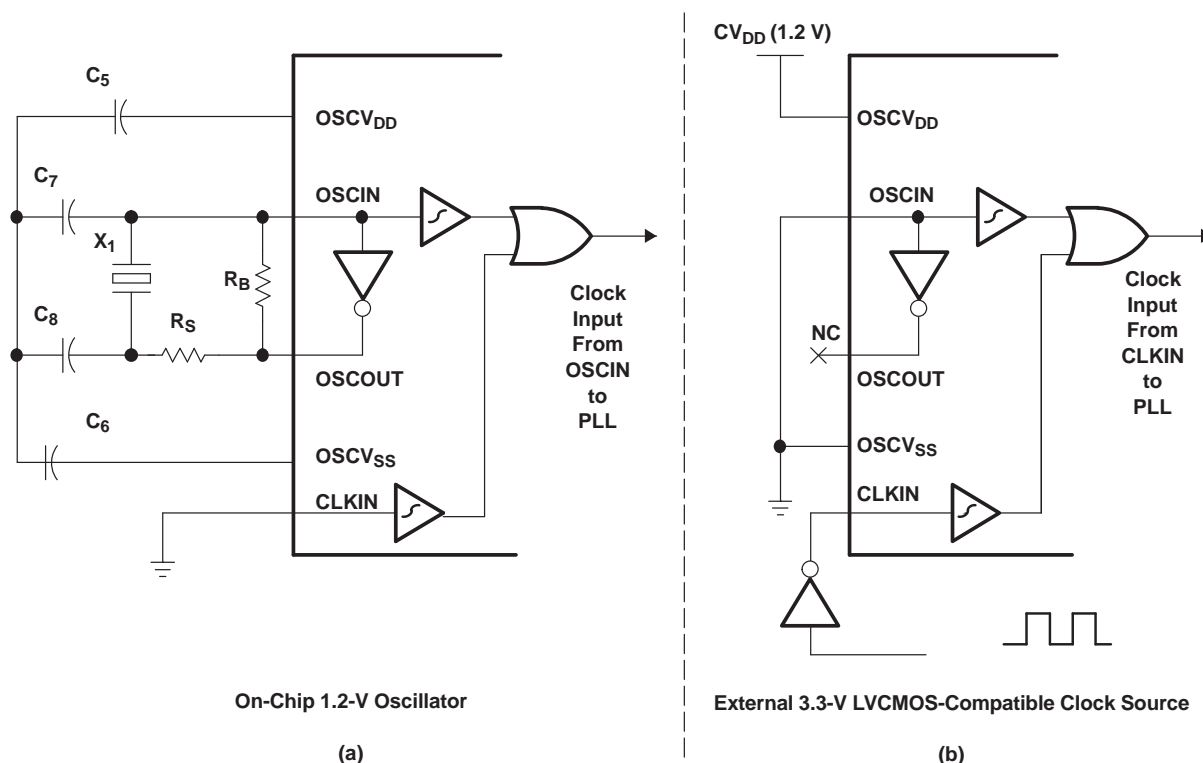 C5
OSCVDD
C7
OSCIN
X1
RB
C8
RS
OSCOUT
C6
OSCVSS
CLKIN
Clock
Input
From
OSCIN
to
PLL
On-Chip 1.2-V Oscillator
(a)
CVDD (1.2 V)
OSCVDD
OSCIN
NC
OSCOUT
OSCVSS
CLKIN
Clock
Input
From
CLKIN
to
PLL
External 3.3-V LVCMOS-Compatible Clock Source
(b)